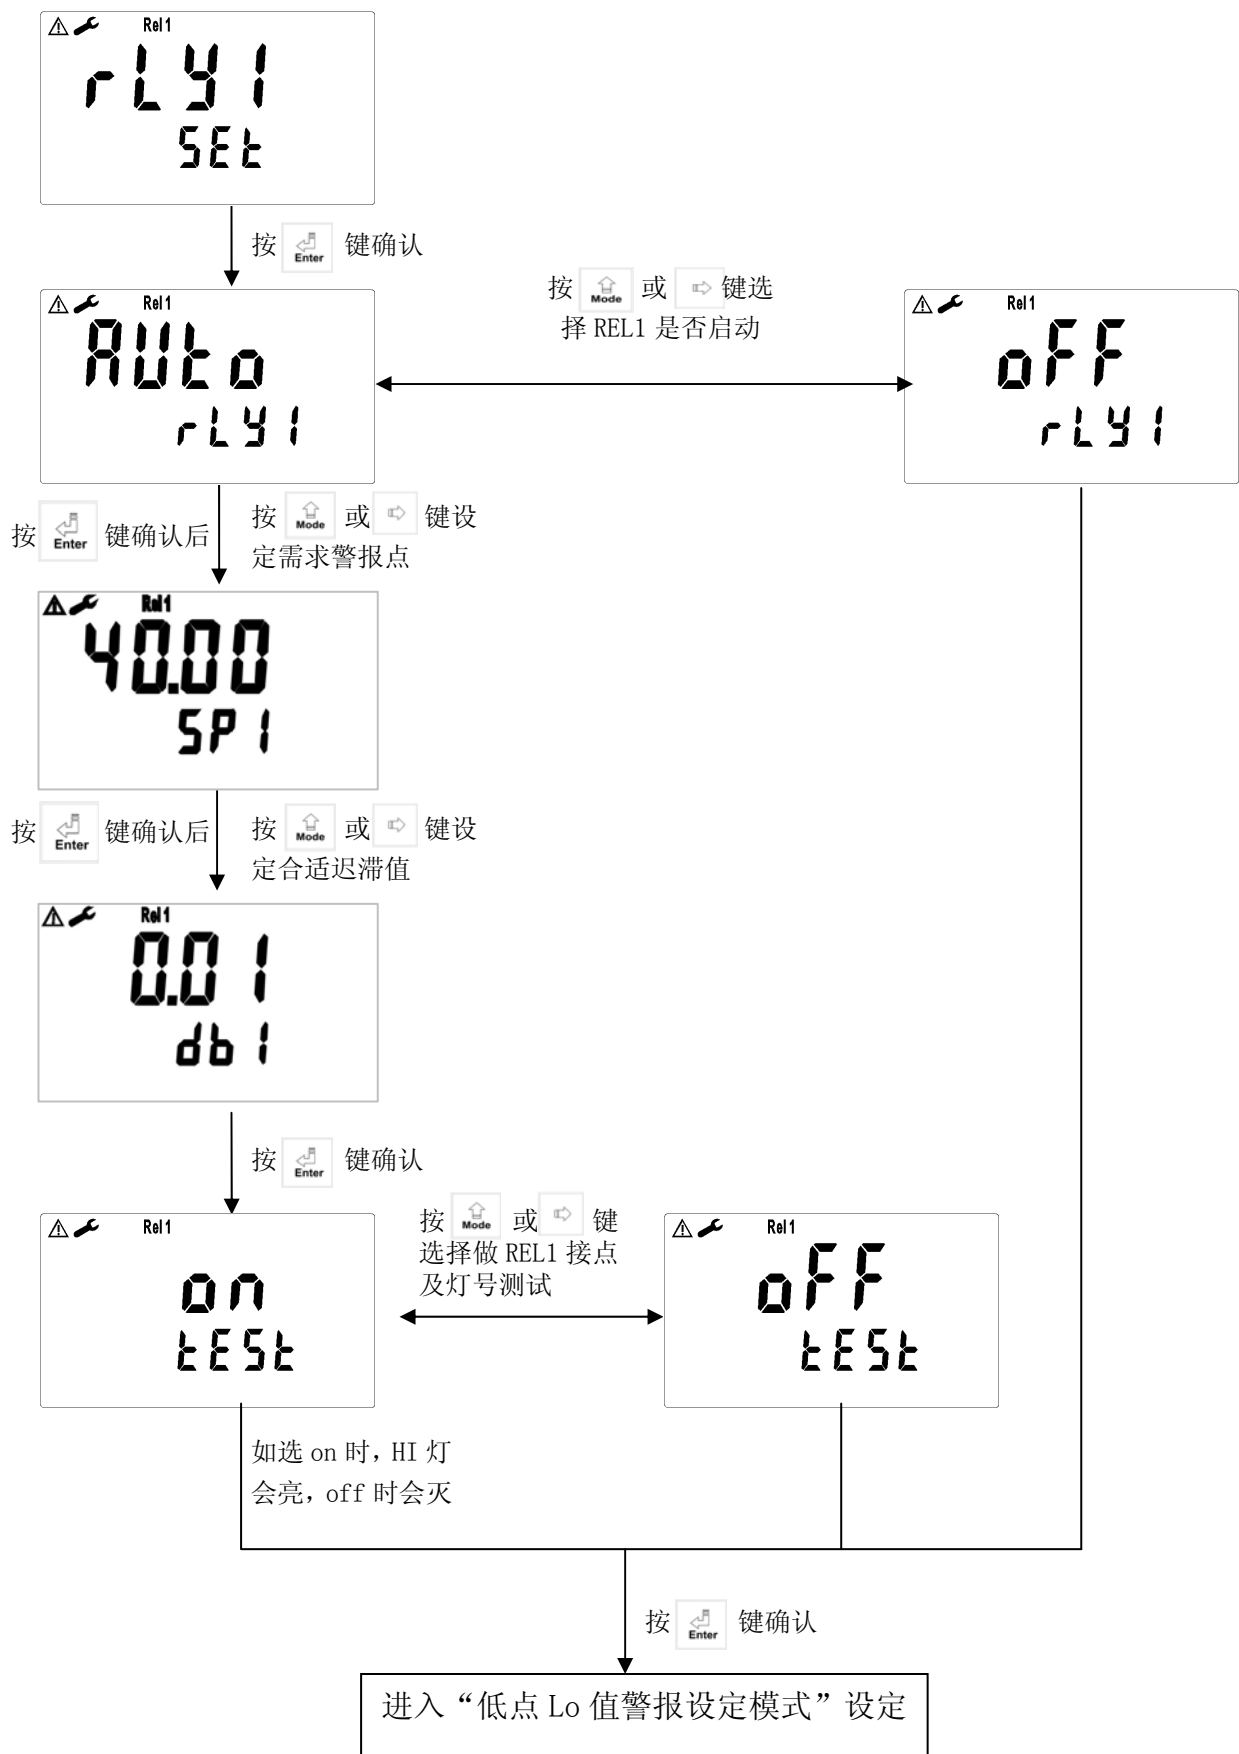 Rel1
rLY1
SEt
按 Enter 键确认
按 Mode 或 键选
择 REL1 是否启动
Rel1
AUto
rLY1
Rel1
oFF
rLY1
按 Enter 键确认后
按 Mode 或 键设
定需求警报点
Rel1
40.00
SP1
按 Enter 键确认后
按 Mode 或 键设
定合适迟滞值
Rel1
0.01
db1
按 Enter 键确认
按 Mode 或 键
选择做 REL1 接点
及灯号测试
Rel1
on
tESt
Rel1
oFF
tESt
如选 on 时，HI 灯
会亮，off 时会灭
按 Enter 键确认
进入“低点 Lo 值警报设定模式”设定